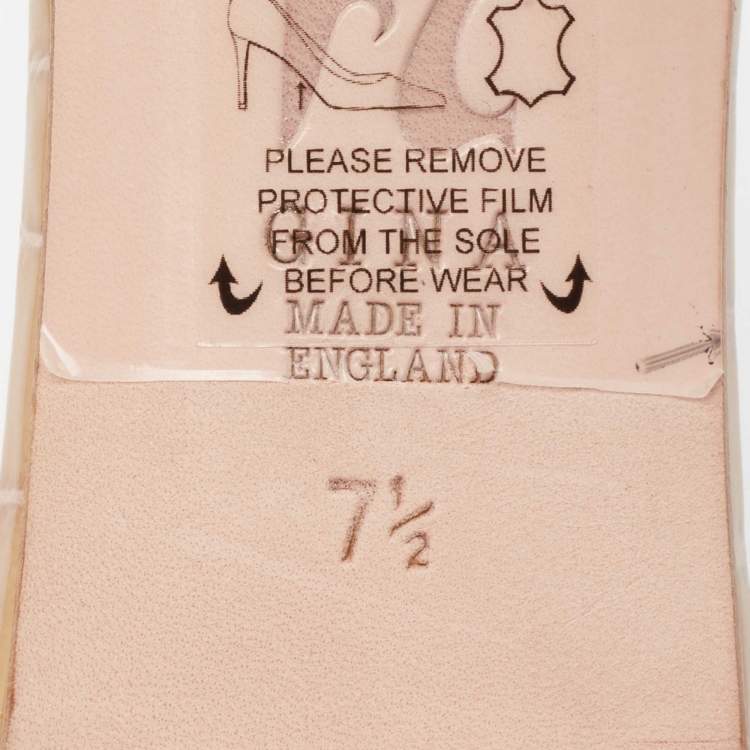 PLEASE REMOVE
PROTECTIVE FILM
GINA
FROM THE SOLE
BEFORE WEAR
MADE IN
ENGLAND
7½